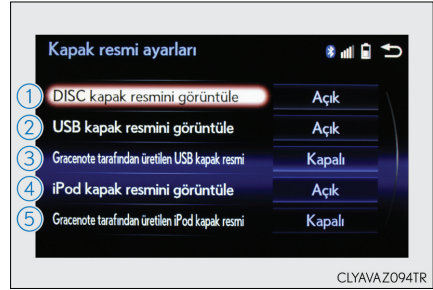 Kapak resmi ayarları
1 DISC kapak resmini görüntüle Açık
2 USB kapak resmini görüntüle Açık
3 Gracenote tarafından üretilen USB kapak resmi Kapalı
4 iPod kapak resmini görüntüle Açık
5 Gracenote tarafından üretilen iPod kapak resmi Kapalı
CLYAVAZ094TR